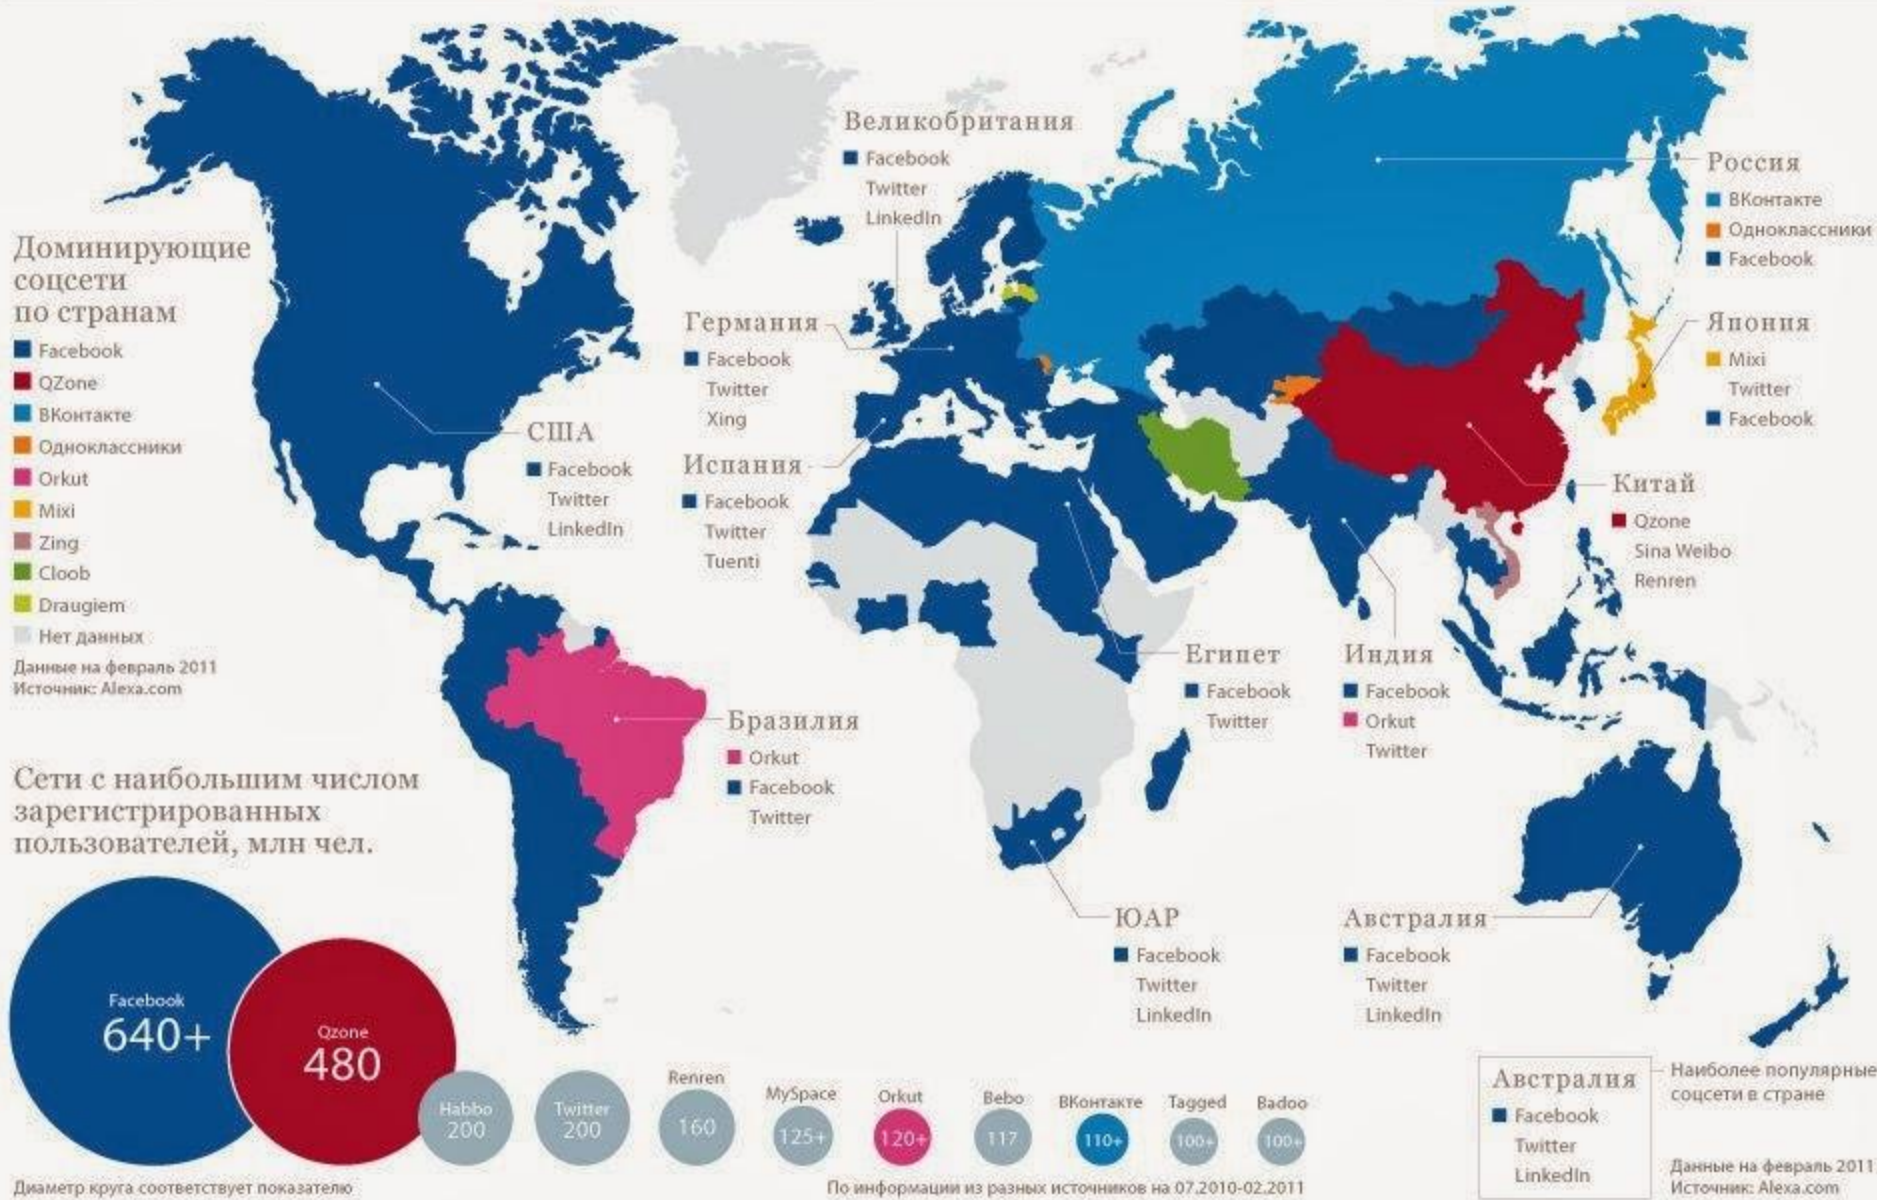 Великобритания
Facebook
Twitter
LinkedIn
Россия
ВКонтакте
Одноклассники
Facebook
Доминирующие
соцсети
по странам
Facebook
QZone
ВКонтакте
Одноклассники
Orkut
Mixi
Zing
Cloob
Draugiem
Нет данных
Данные на февраль 2011
Источник: Alexa.com
Германия
Facebook
Twitter
Xing
Япония
Mixi
Twitter
Facebook
США
Facebook
Twitter
LinkedIn
Испания
Facebook
Twitter
Tuenti
Китай
Qzone
Sina Weibo
Renren
Египет
Facebook
Twitter
Индия
Facebook
Orkut
Twitter
Бразилия
Orkut
Facebook
Twitter
ЮАР
Facebook
Twitter
LinkedIn
Австралия
Facebook
Twitter
LinkedIn
Сети с наибольшим числом
зарегистрированных
пользователей, млн чел.
Facebook
640+
Qzone
480
Habbo
200
Twitter
200
Renren
160
MySpace
125+
Orkut
120+
Bebo
117
ВКонтакте
110+
Tagged
100+
Badoo
100+
Диаметр круга соответствует показателю
По информации из разных источников на 07.2010-02.2011
Австралия
Facebook
Twitter
LinkedIn
Наиболее популярные
соцсети в стране
Данные на февраль 2011
Источник: Alexa.com